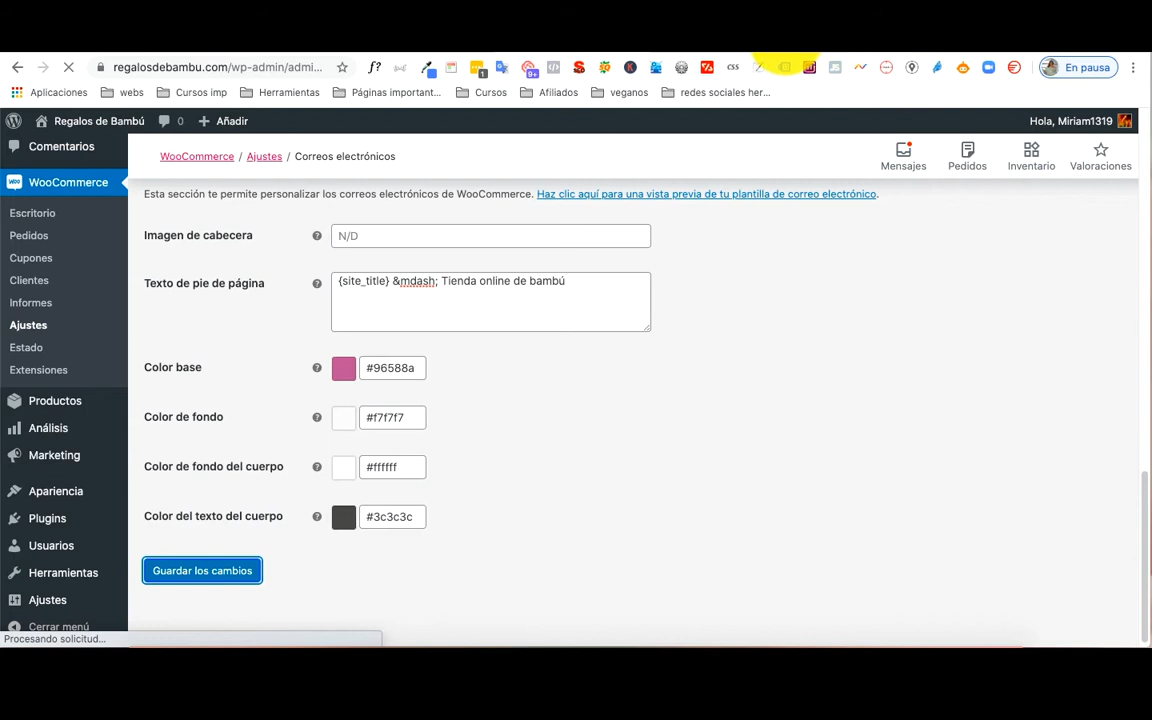 regalosdebambu.com/wp-admin/admi...
f?
1
9+
css
JS
En pausa
Aplicaciones
webs
Cursos imp
Herramientas
Páginas important...
Cursos
Afiliados
veganos
redes sociales her...
Regalos de Bambú
0
Añadir
Hola, Miriam1319
Comentarios
WooCommerce
Escritorio
Pedidos
Cupones
Clientes
Informes
Ajustes
Estado
Extensiones
Productos
Análisis
Marketing
Apariencia
Plugins
Usuarios
Herramientas
Ajustes
Cerrar menú
Procesando solicitud...
WooCommerce / Ajustes / Correos electrónicos
Mensajes
Pedidos
Inventario
Valoraciones
Esta sección te permite personalizar los correos electrónicos de WooCommerce. Haz clic aquí para una vista previa de tu plantilla de correo electrónico.
Imagen de cabecera
N/D
Texto de pie de página
{site_title} &mdash; Tienda online de bambú
Color base
#96588a
Color de fondo
#f7f7f7
Color de fondo del cuerpo
#ffffff
Color del texto del cuerpo
#3c3c3c
Guardar los cambios